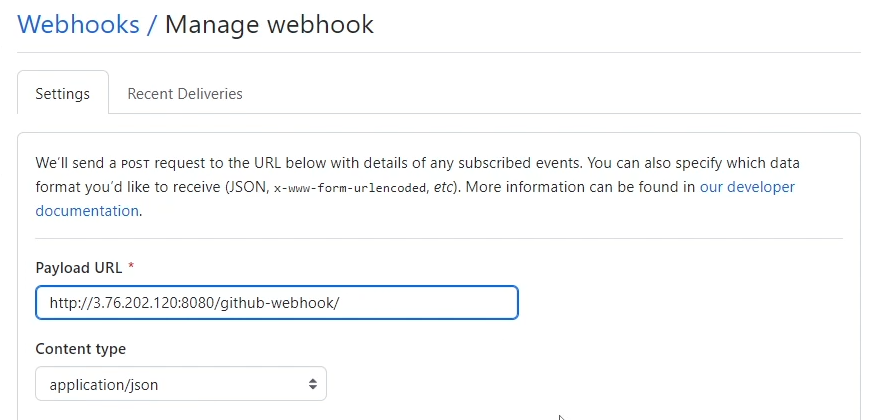 Webhooks / Manage webhook
Settings
Recent Deliveries
We'll send a POST request to the URL below with details of any subscribed events. You can also specify which data
format you'd like to receive (JSON, x-www-form-urlencoded, etc). More information can be found in our developer
documentation.
Payload URL *
http://3.76.202.120:8080/github-webhook/
Content type
application/json